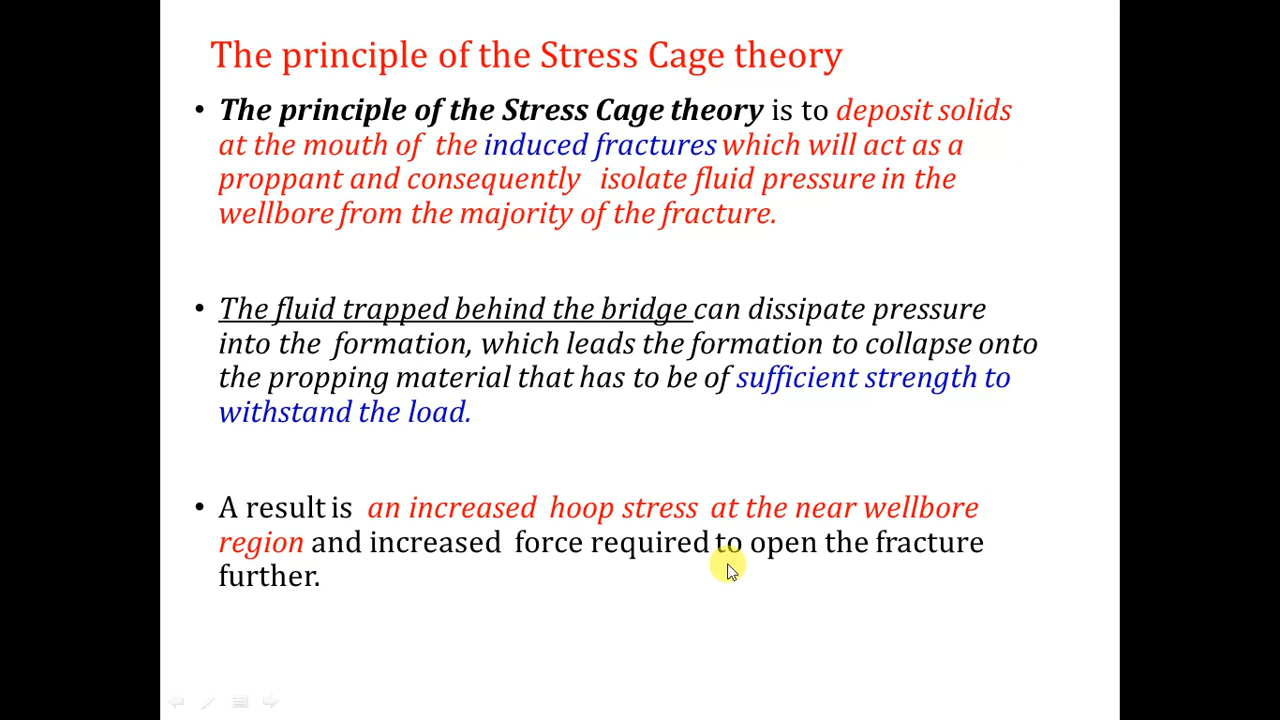 The principle of the Stress Cage theory
• The principle of the Stress Cage theory is to deposit solids
at the mouth of the induced fractures which will act as a
proppant and consequently isolate fluid pressure in the
wellbore from the majority of the fracture.
• The fluid trapped behind the bridge can dissipate pressure
into the formation, which leads the formation to collapse onto
the propping material that has to be of sufficient strength to
withstand the load.
• A result is an increased hoop stress at the near wellbore
region and increased force required to open the fracture
further.